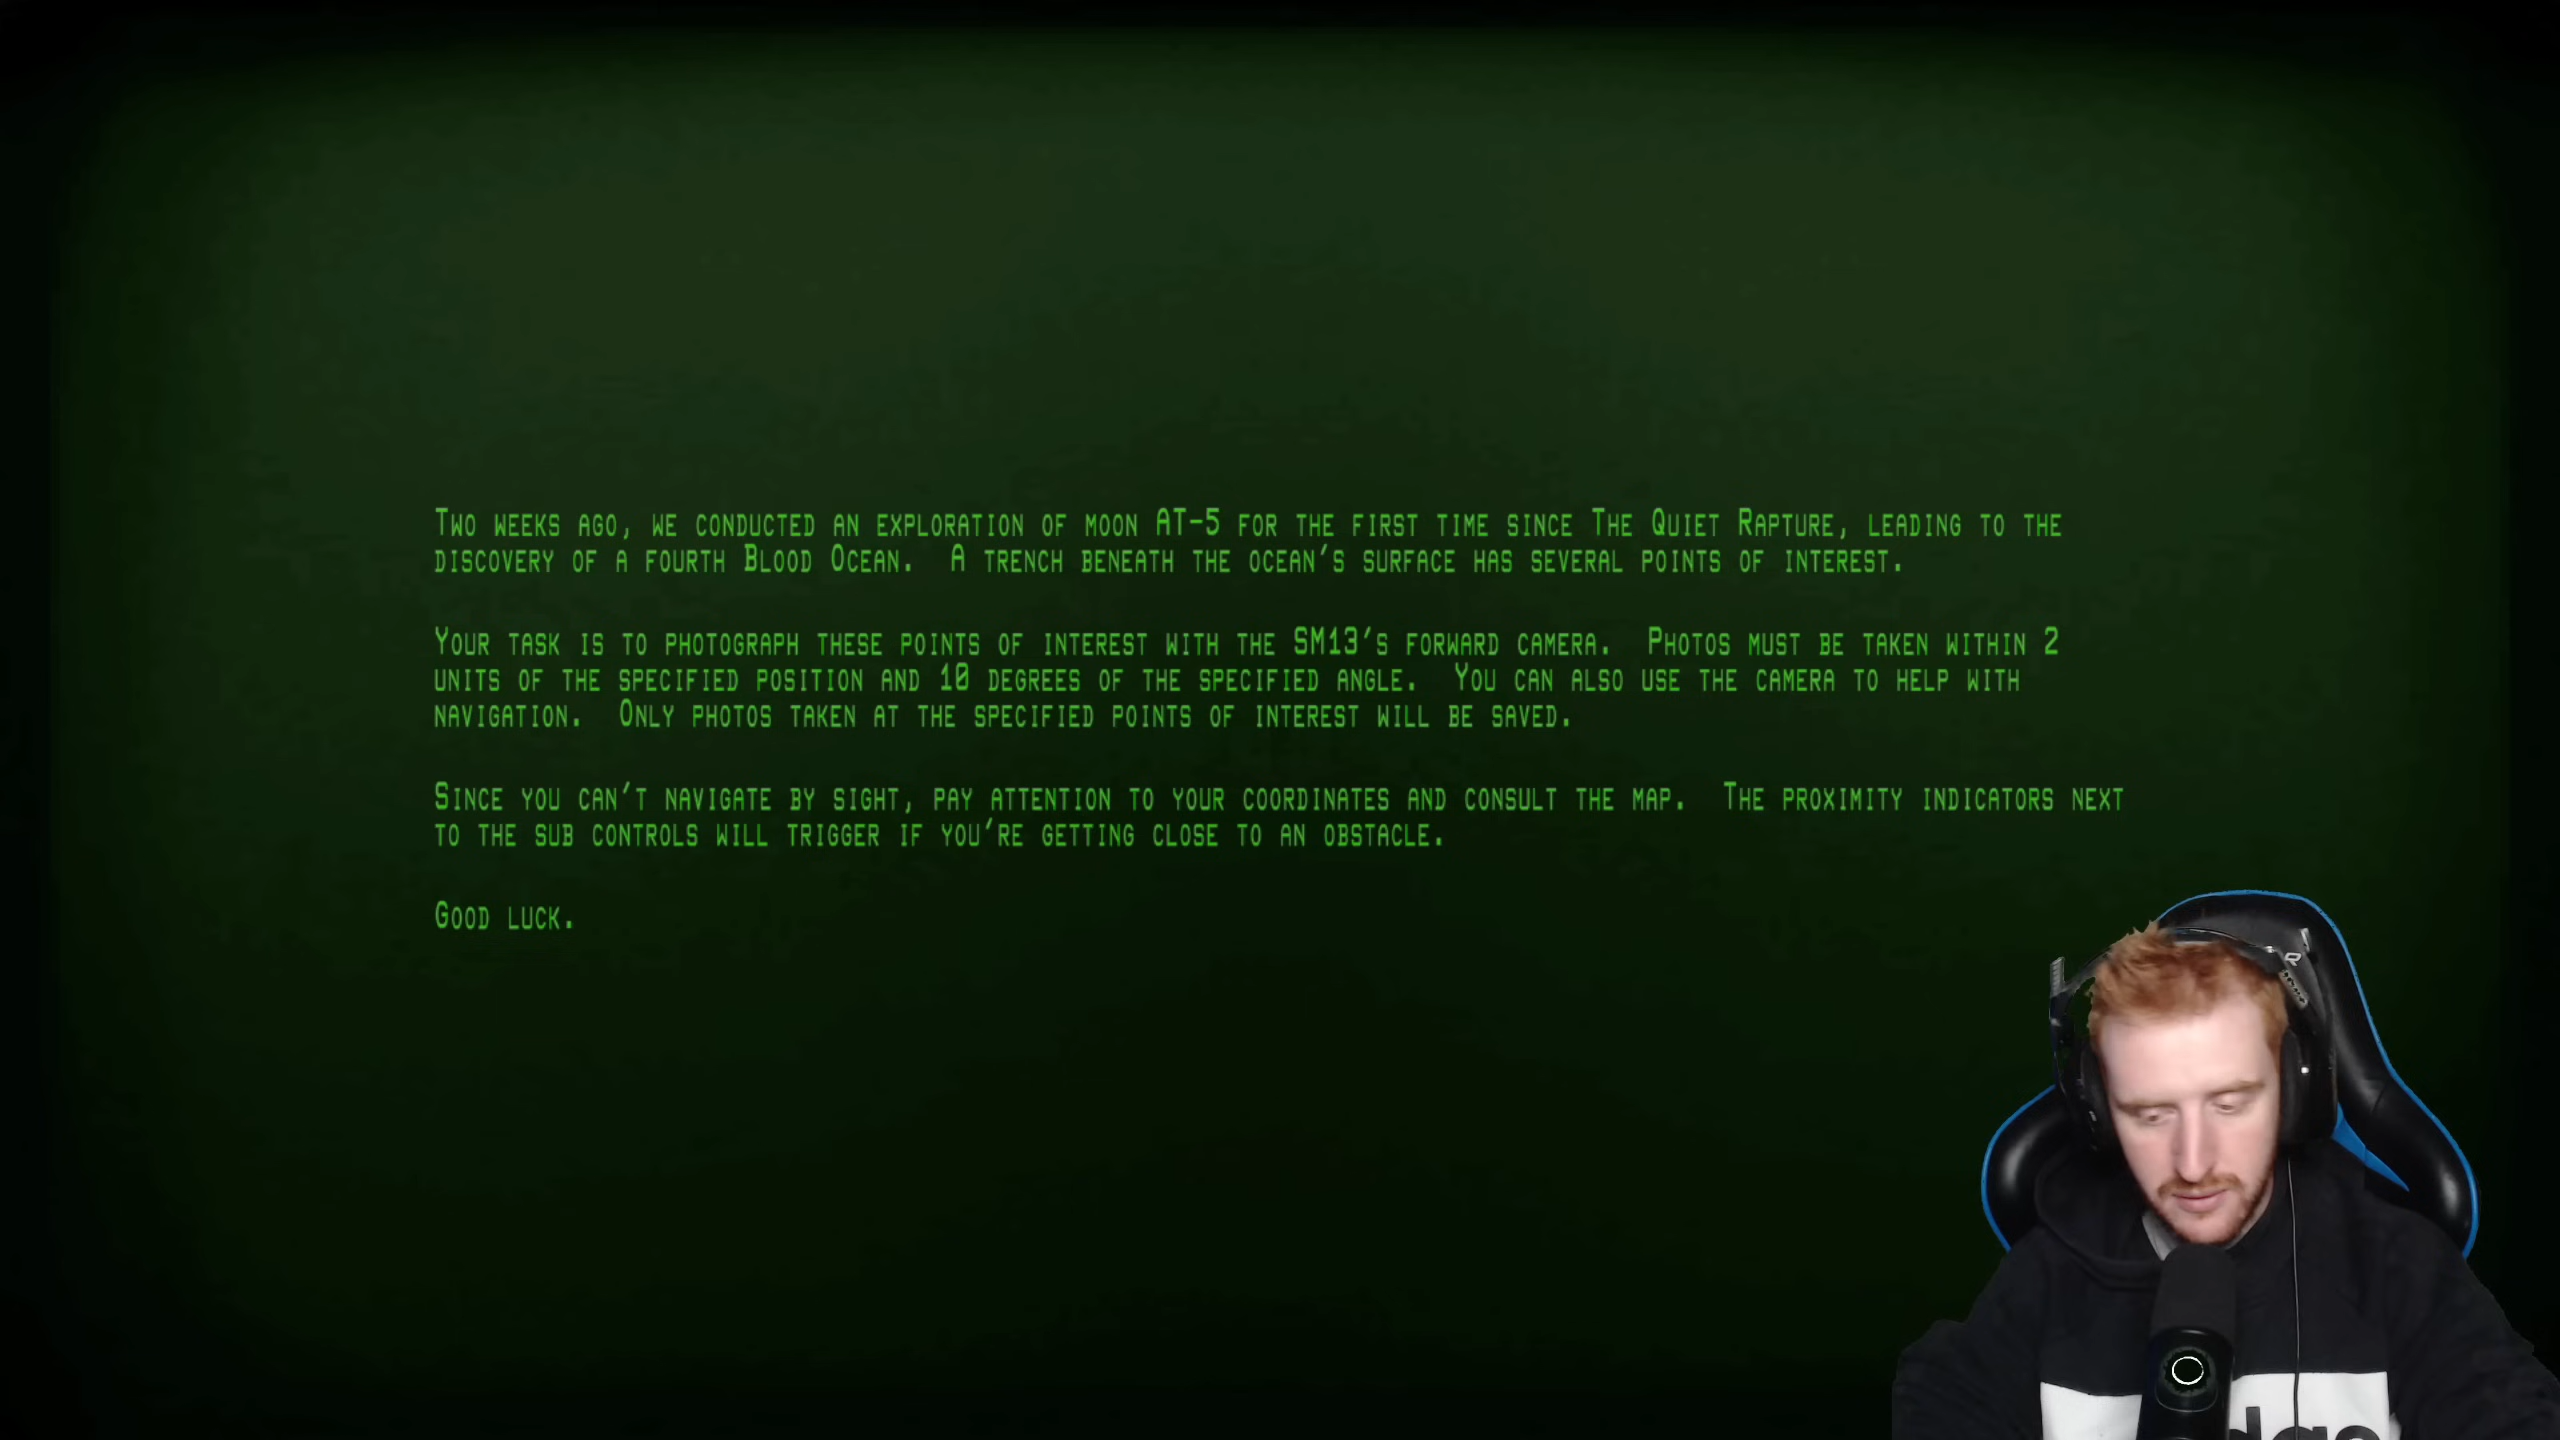 Two weeks ago, we conducted an exploration of moon AT-5 for the first time since The Quiet Rapture, leading to the
discovery of a fourth Blood Ocean.  A trench beneath the ocean's surface has several points of interest.
Your task is to photograph these points of interest with the SM13's forward camera.  Photos must be taken within 2
units of the specified position and 10 degrees of the specified angle.  You can also use the camera to help with
navigation.  Only photos taken at the specified points of interest will be saved.
Since you can't navigate by sight, pay attention to your coordinates and consult the map.  The proximity indicators next
to the sub controls will trigger if you're getting close to an obstacle.
Good luck.